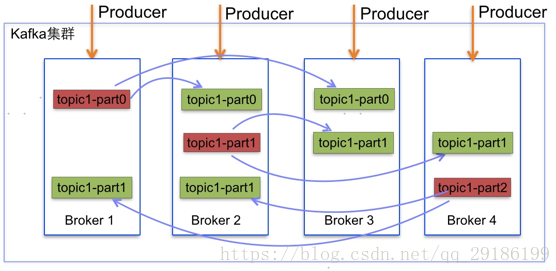 Producer Producer Producer Producer
Kafka集群
topic1-part0
topic1-part0
topic1-part0
topic1-part1
topic1-part1
topic1-part1
topic1-part1
topic1-part1
topic1-part2
Broker 1 Broker 2 Broker 3 Broker 4
https://blog.csdn.net/qq_29186199